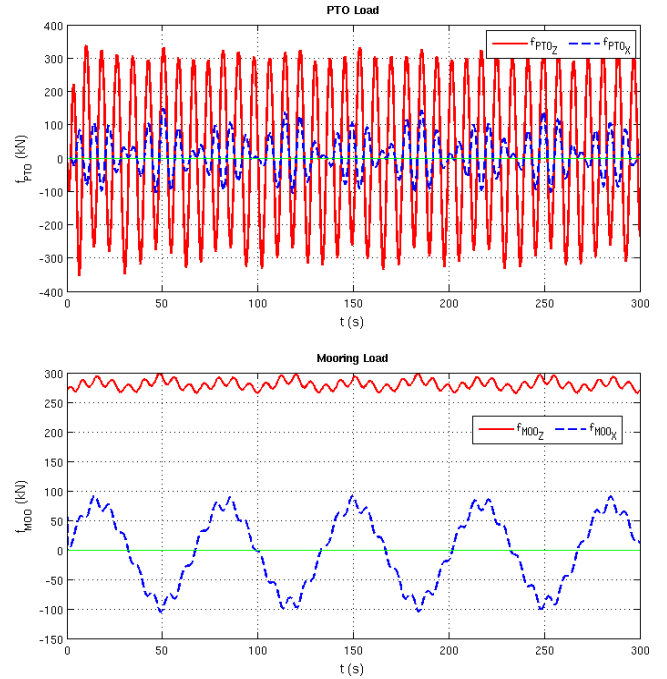 PTO Load
f_PTO_Z f_PTO_X
400
300
200
100
0
-100
-200
-300
-400
f_PTO (kN)
0 50 100 150 200 250 300
t (s)
Mooring Load
300
250
200
150
100
50
0
-50
-100
-150
f_MOO_Z f_MOO_X
f_MOO (kN)
0 50 100 150 200 250 300
t (s)